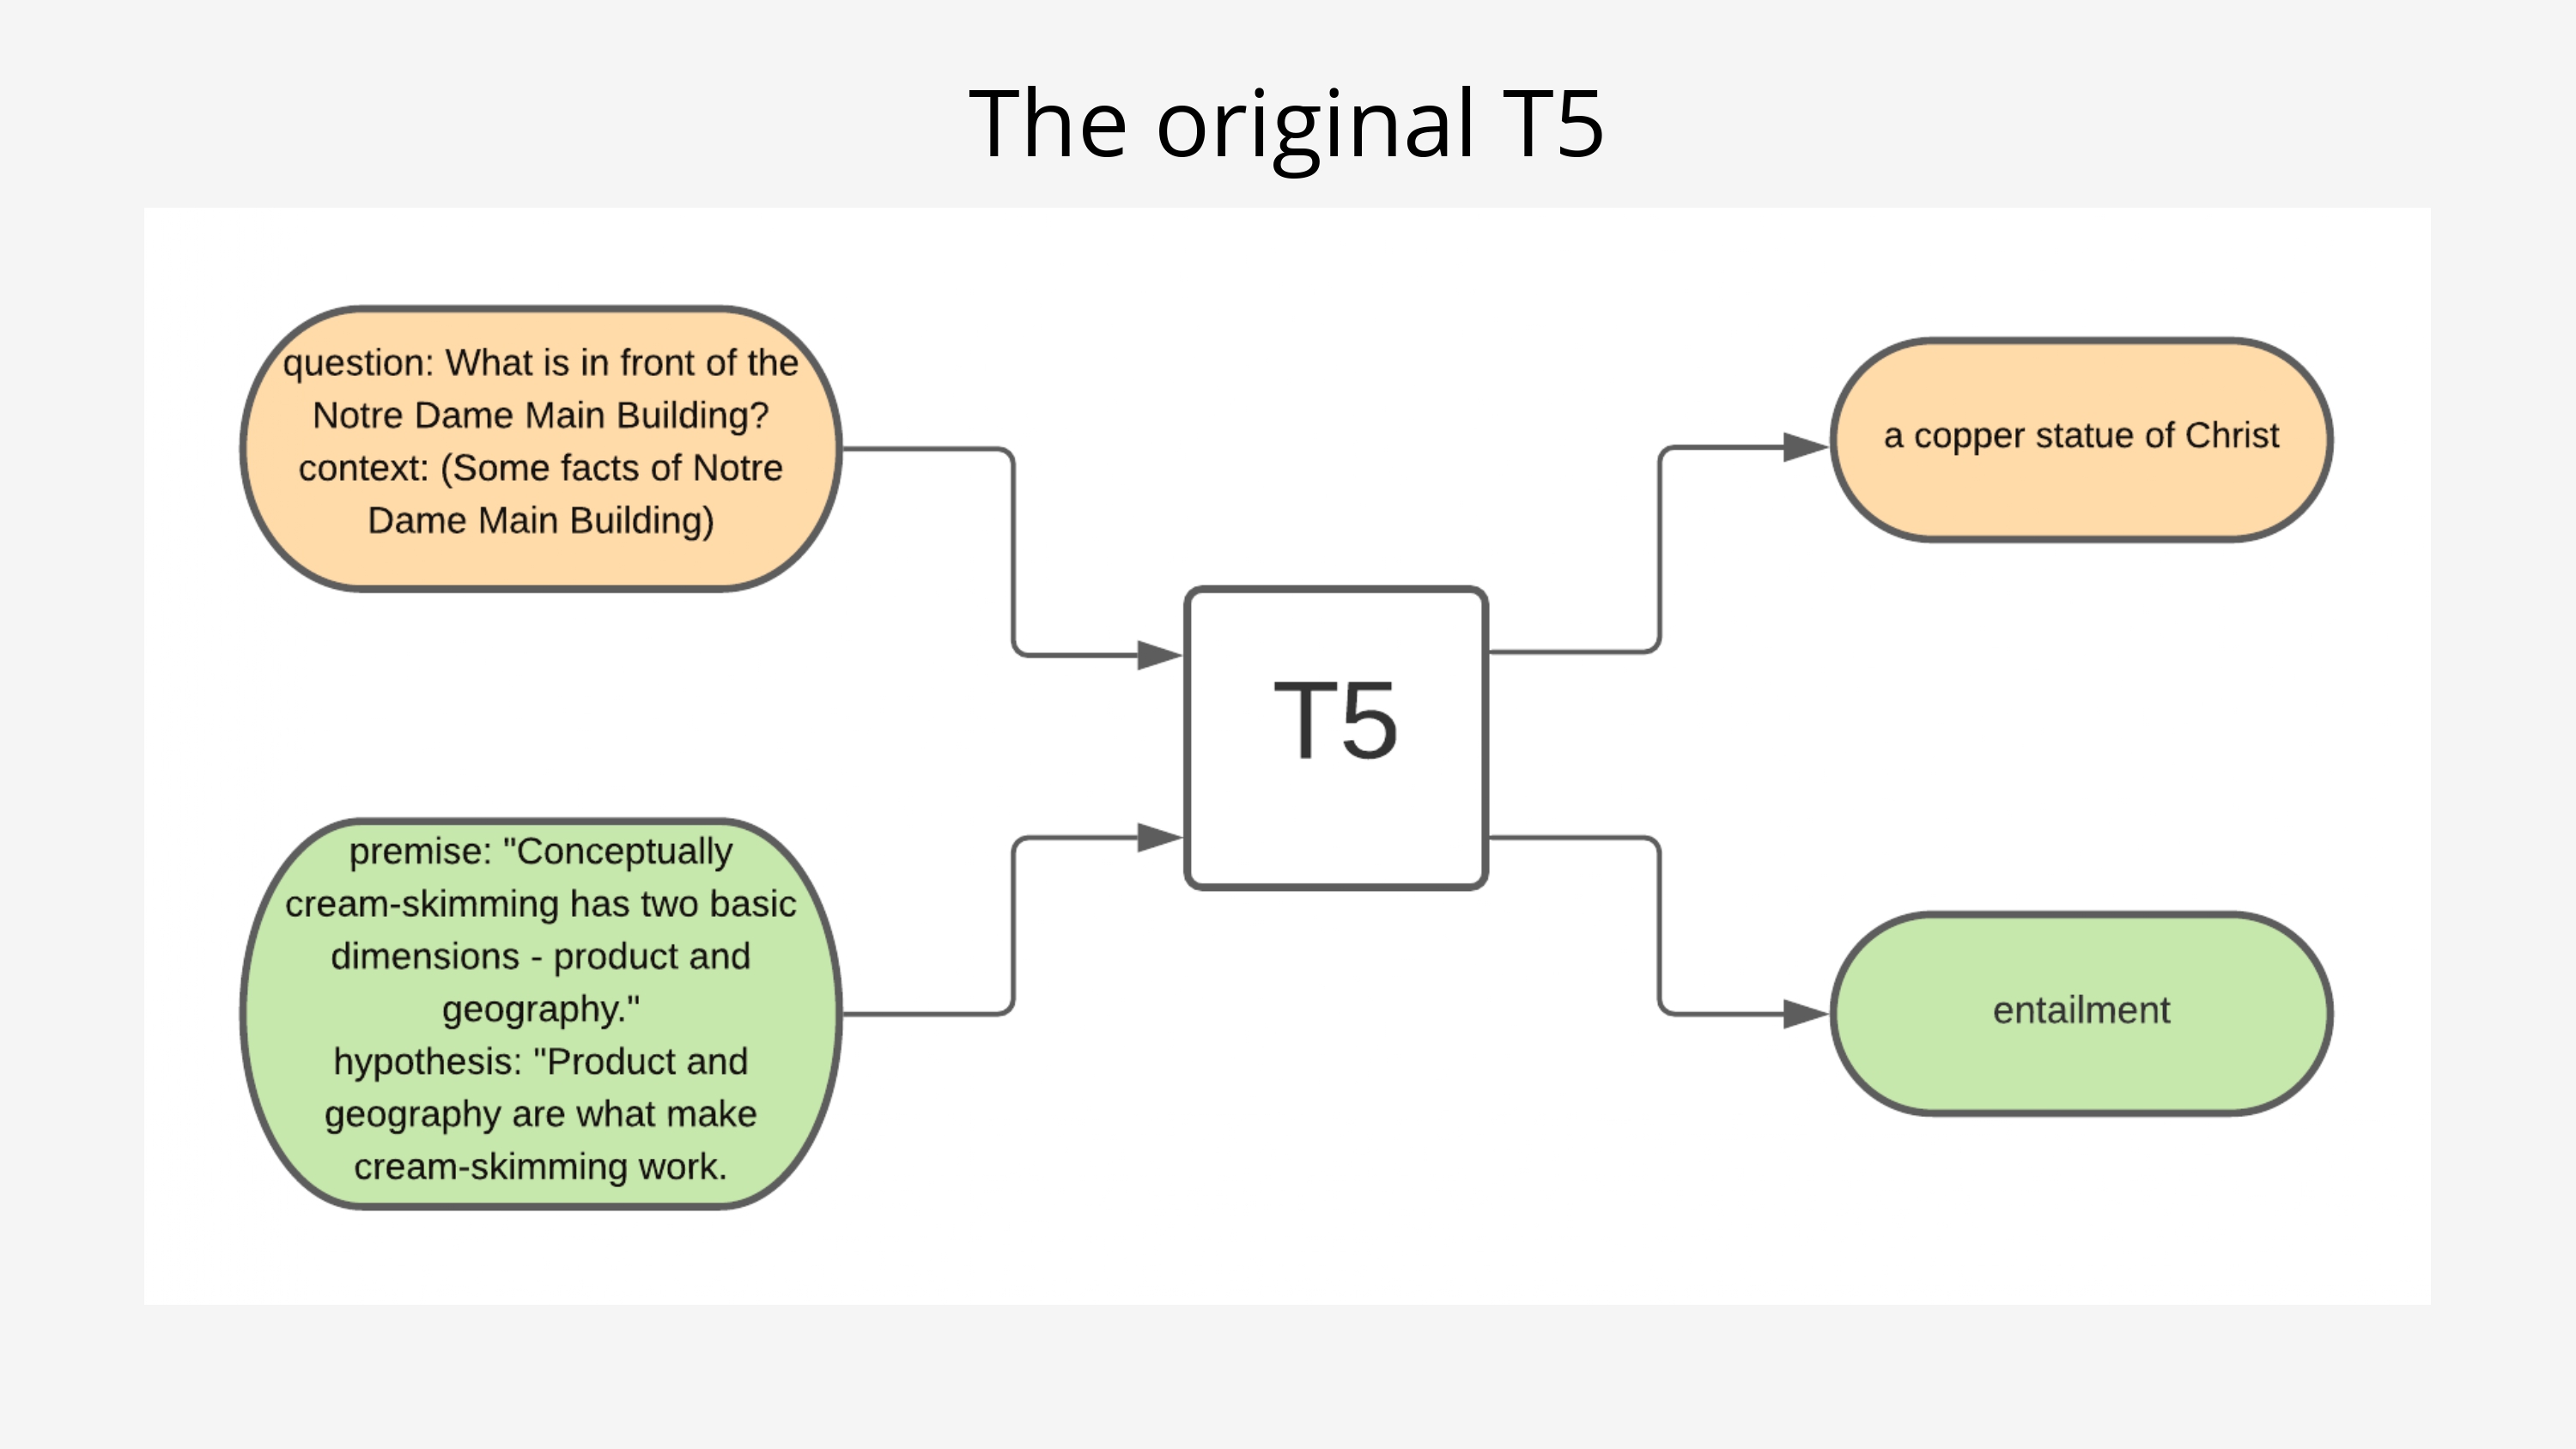 The original T5
question: What is in front of the
Notre Dame Main Building?
context: (Some facts of Notre
Dame Main Building)
a copper statue of Christ
T5
premise: "Conceptually
cream-skimming has two basic
dimensions - product and
geography."
hypothesis: "Product and
geography are what make
cream-skimming work.
entailment